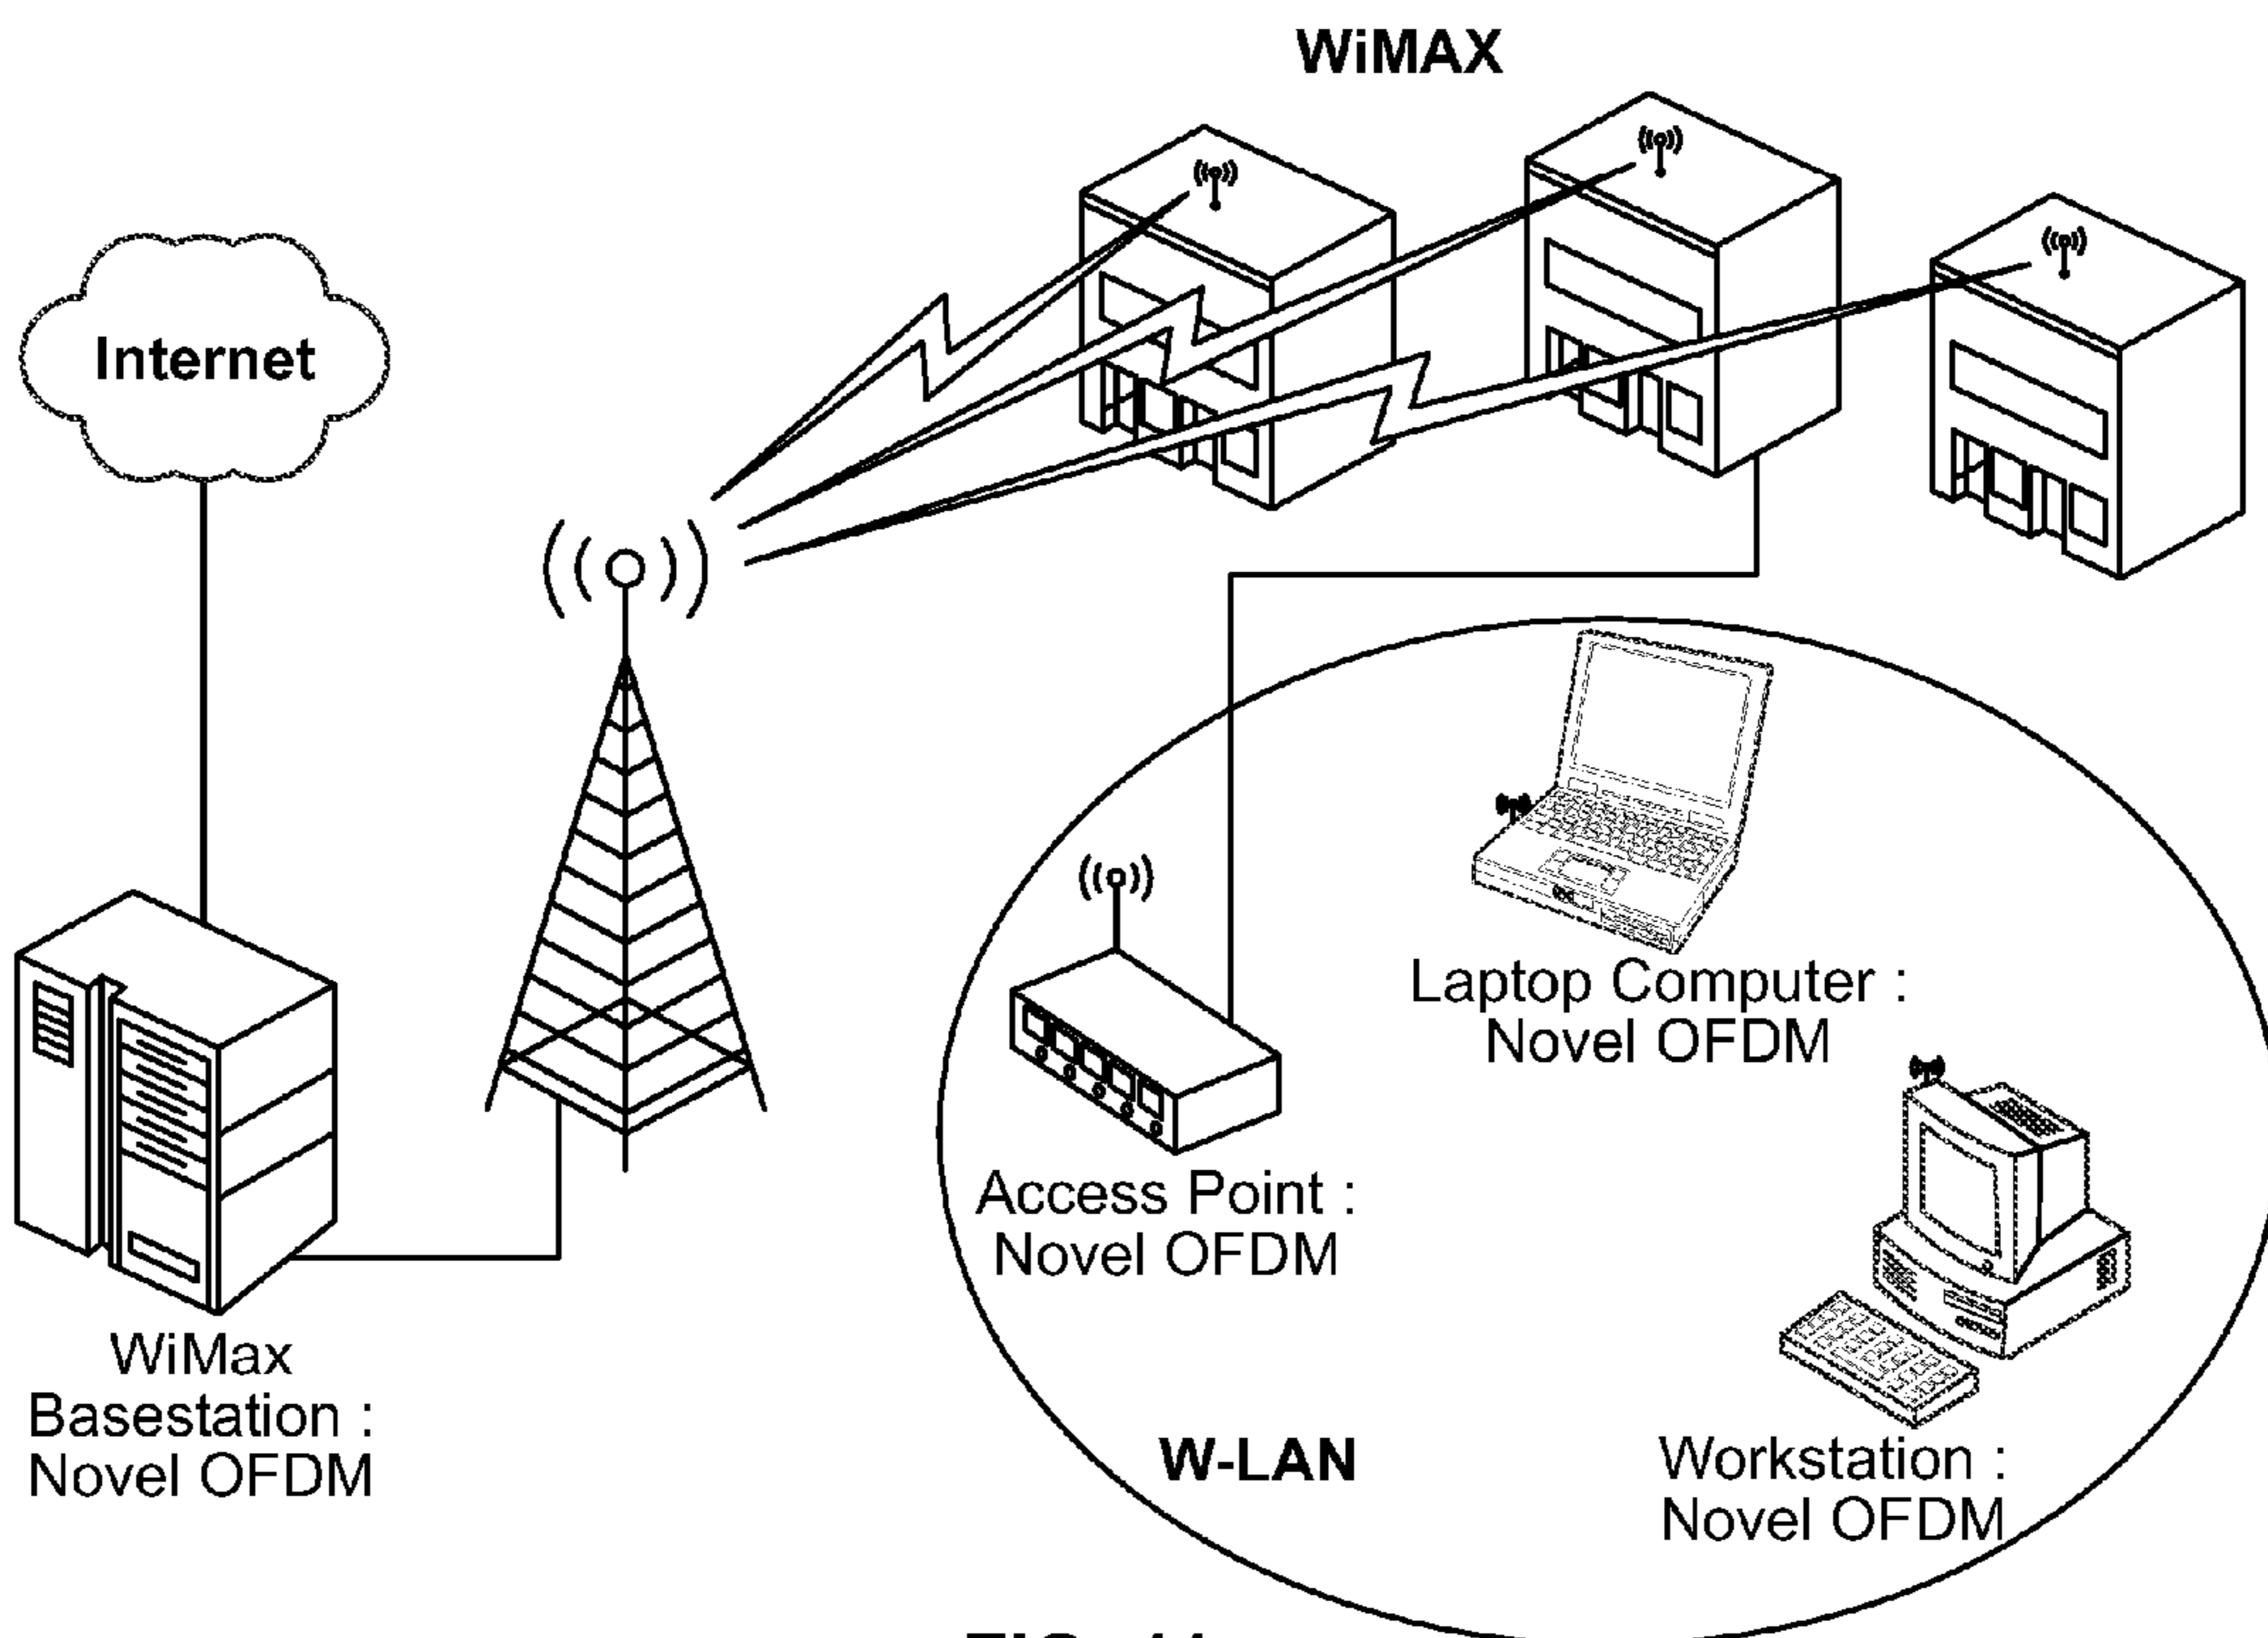 WiMAX
Internet
Laptop Computer :
Novel OFDM
Access Point :
Novel OFDM
WiMax
Basestation :
Novel OFDM
W-LAN
Workstation :
Novel OFDM